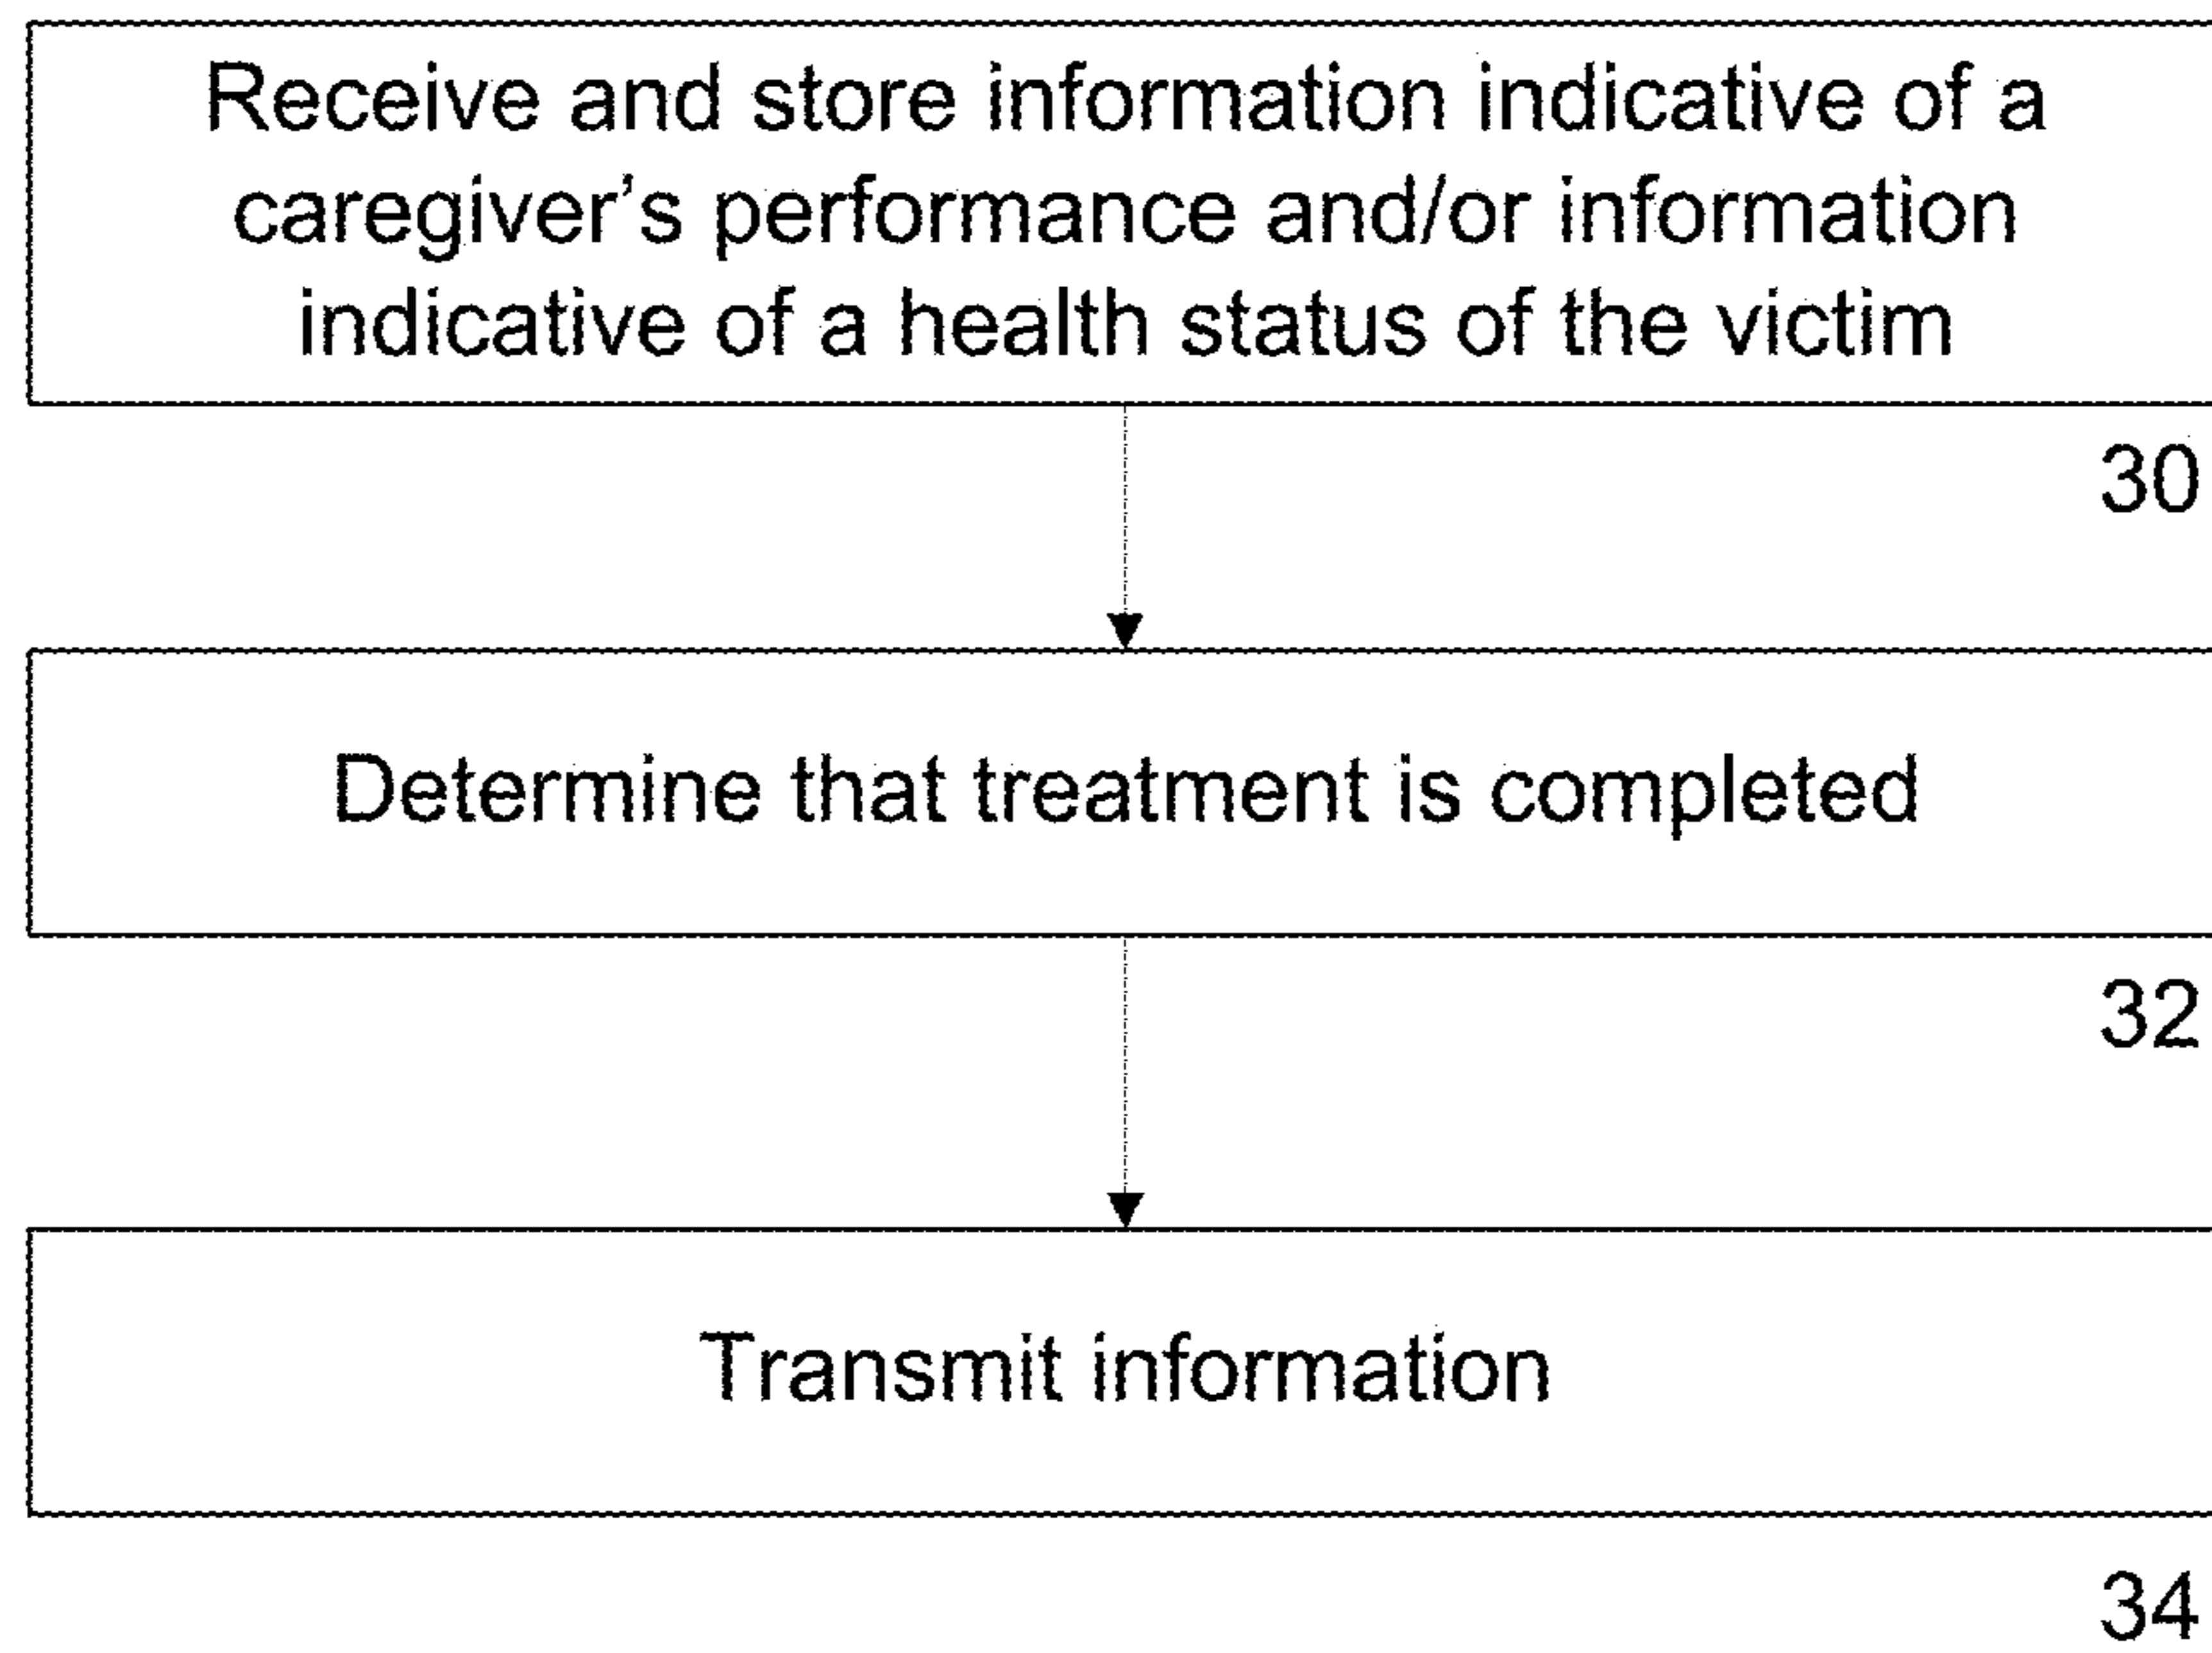 Receive and store information indicative of a
caregiver's performance and/or information
indicative of a health status of the victim
30
Determine that treatment is completed
32
Transmit information
34